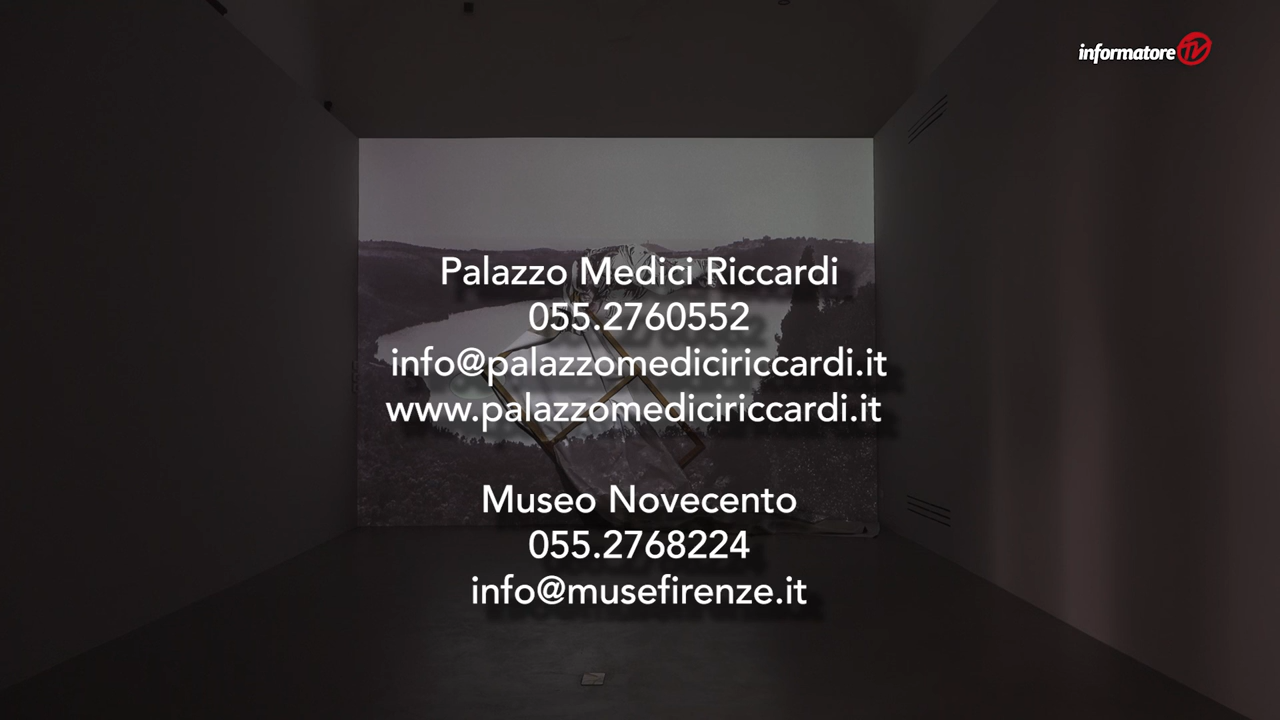 informatore TV
Palazzo Medici Riccardi
055.2760552
info@palazzomediciriccardi.it
www.palazzomediciriccardi.it
Museo Novecento
055.2768224
info@musefirenze.it